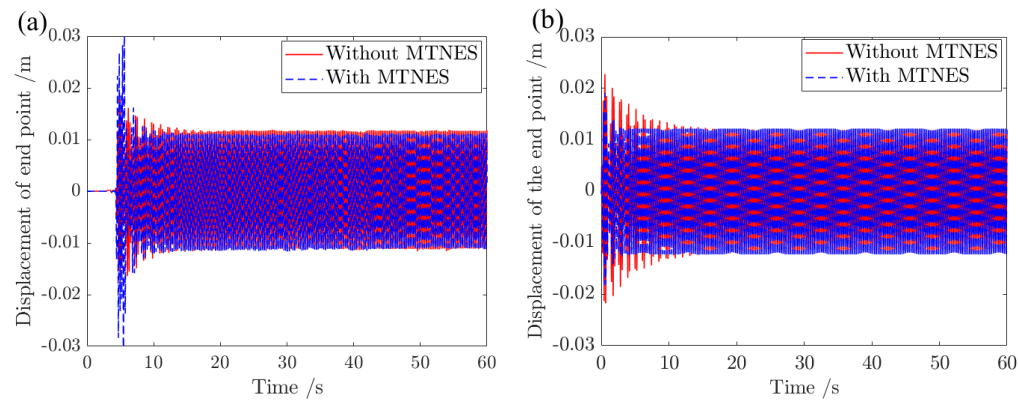 (a)
Displacement of end point /m
0.03
0.02
0.01
0
-0.01
-0.02
-0.03
Without MTNES
With MTNES
0 10 20 30 40 50 60
Time /s
(b)
Displacement of the end point /m
0.03
0.02
0.01
0
-0.01
-0.02
-0.03
Without MTNES
With MTNES
0 10 20 30 40 50 60
Time /s